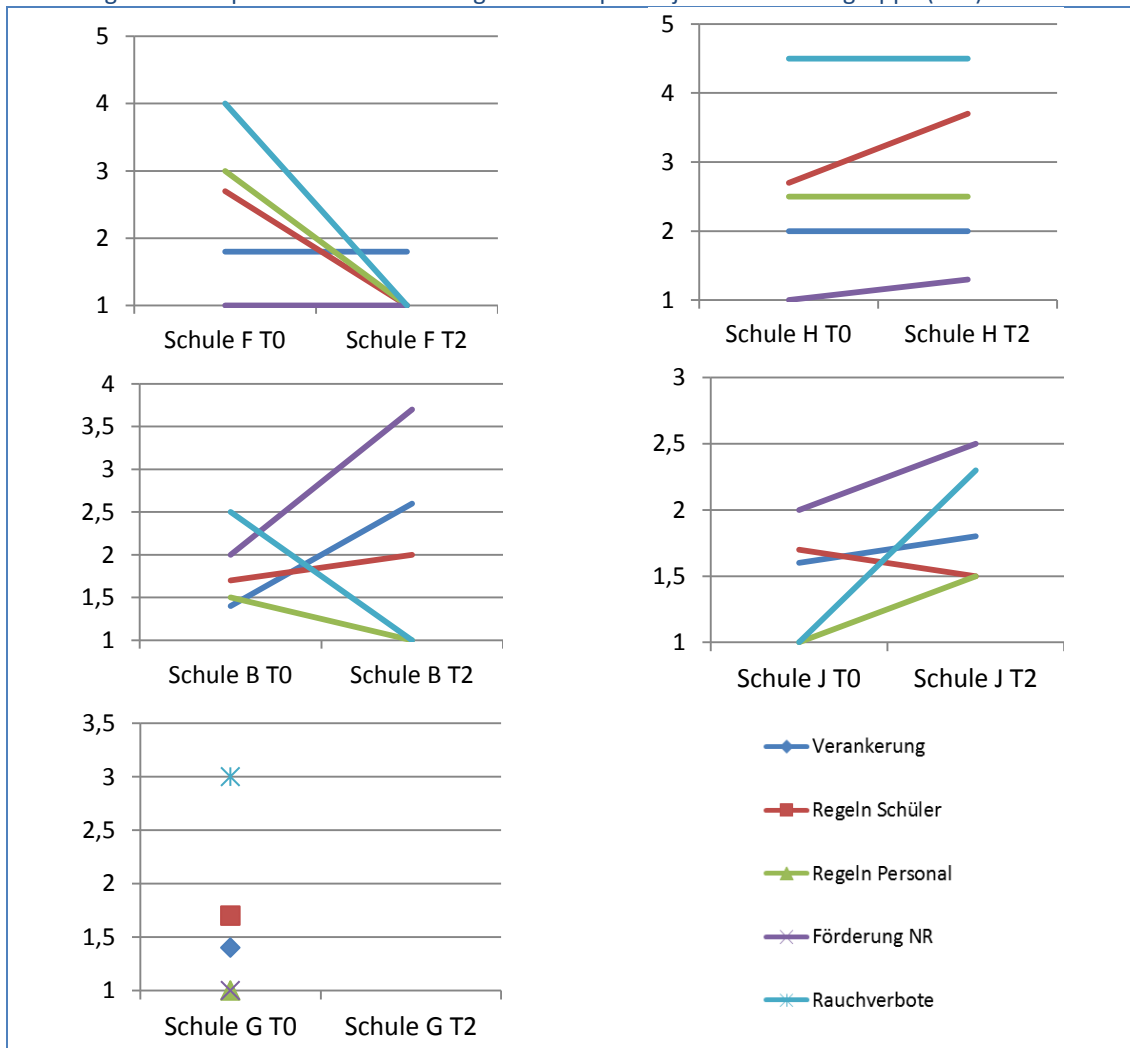 5
4
3
2
1
Schule F T0 Schule F T2
5
4
3
2
1
Schule H T0 Schule H T2
4
3,5
3
2,5
2
1,5
1
Schule B T0 Schule B T2
3
2,5
2
1,5
1
Schule J T0 Schule J T2
3,5
3
2,5
2
1,5
1
Schule G T0 Schule G T2
Verankerung
Regeln Schüler
Regeln Personal
Förderung NR
Rauchverbote